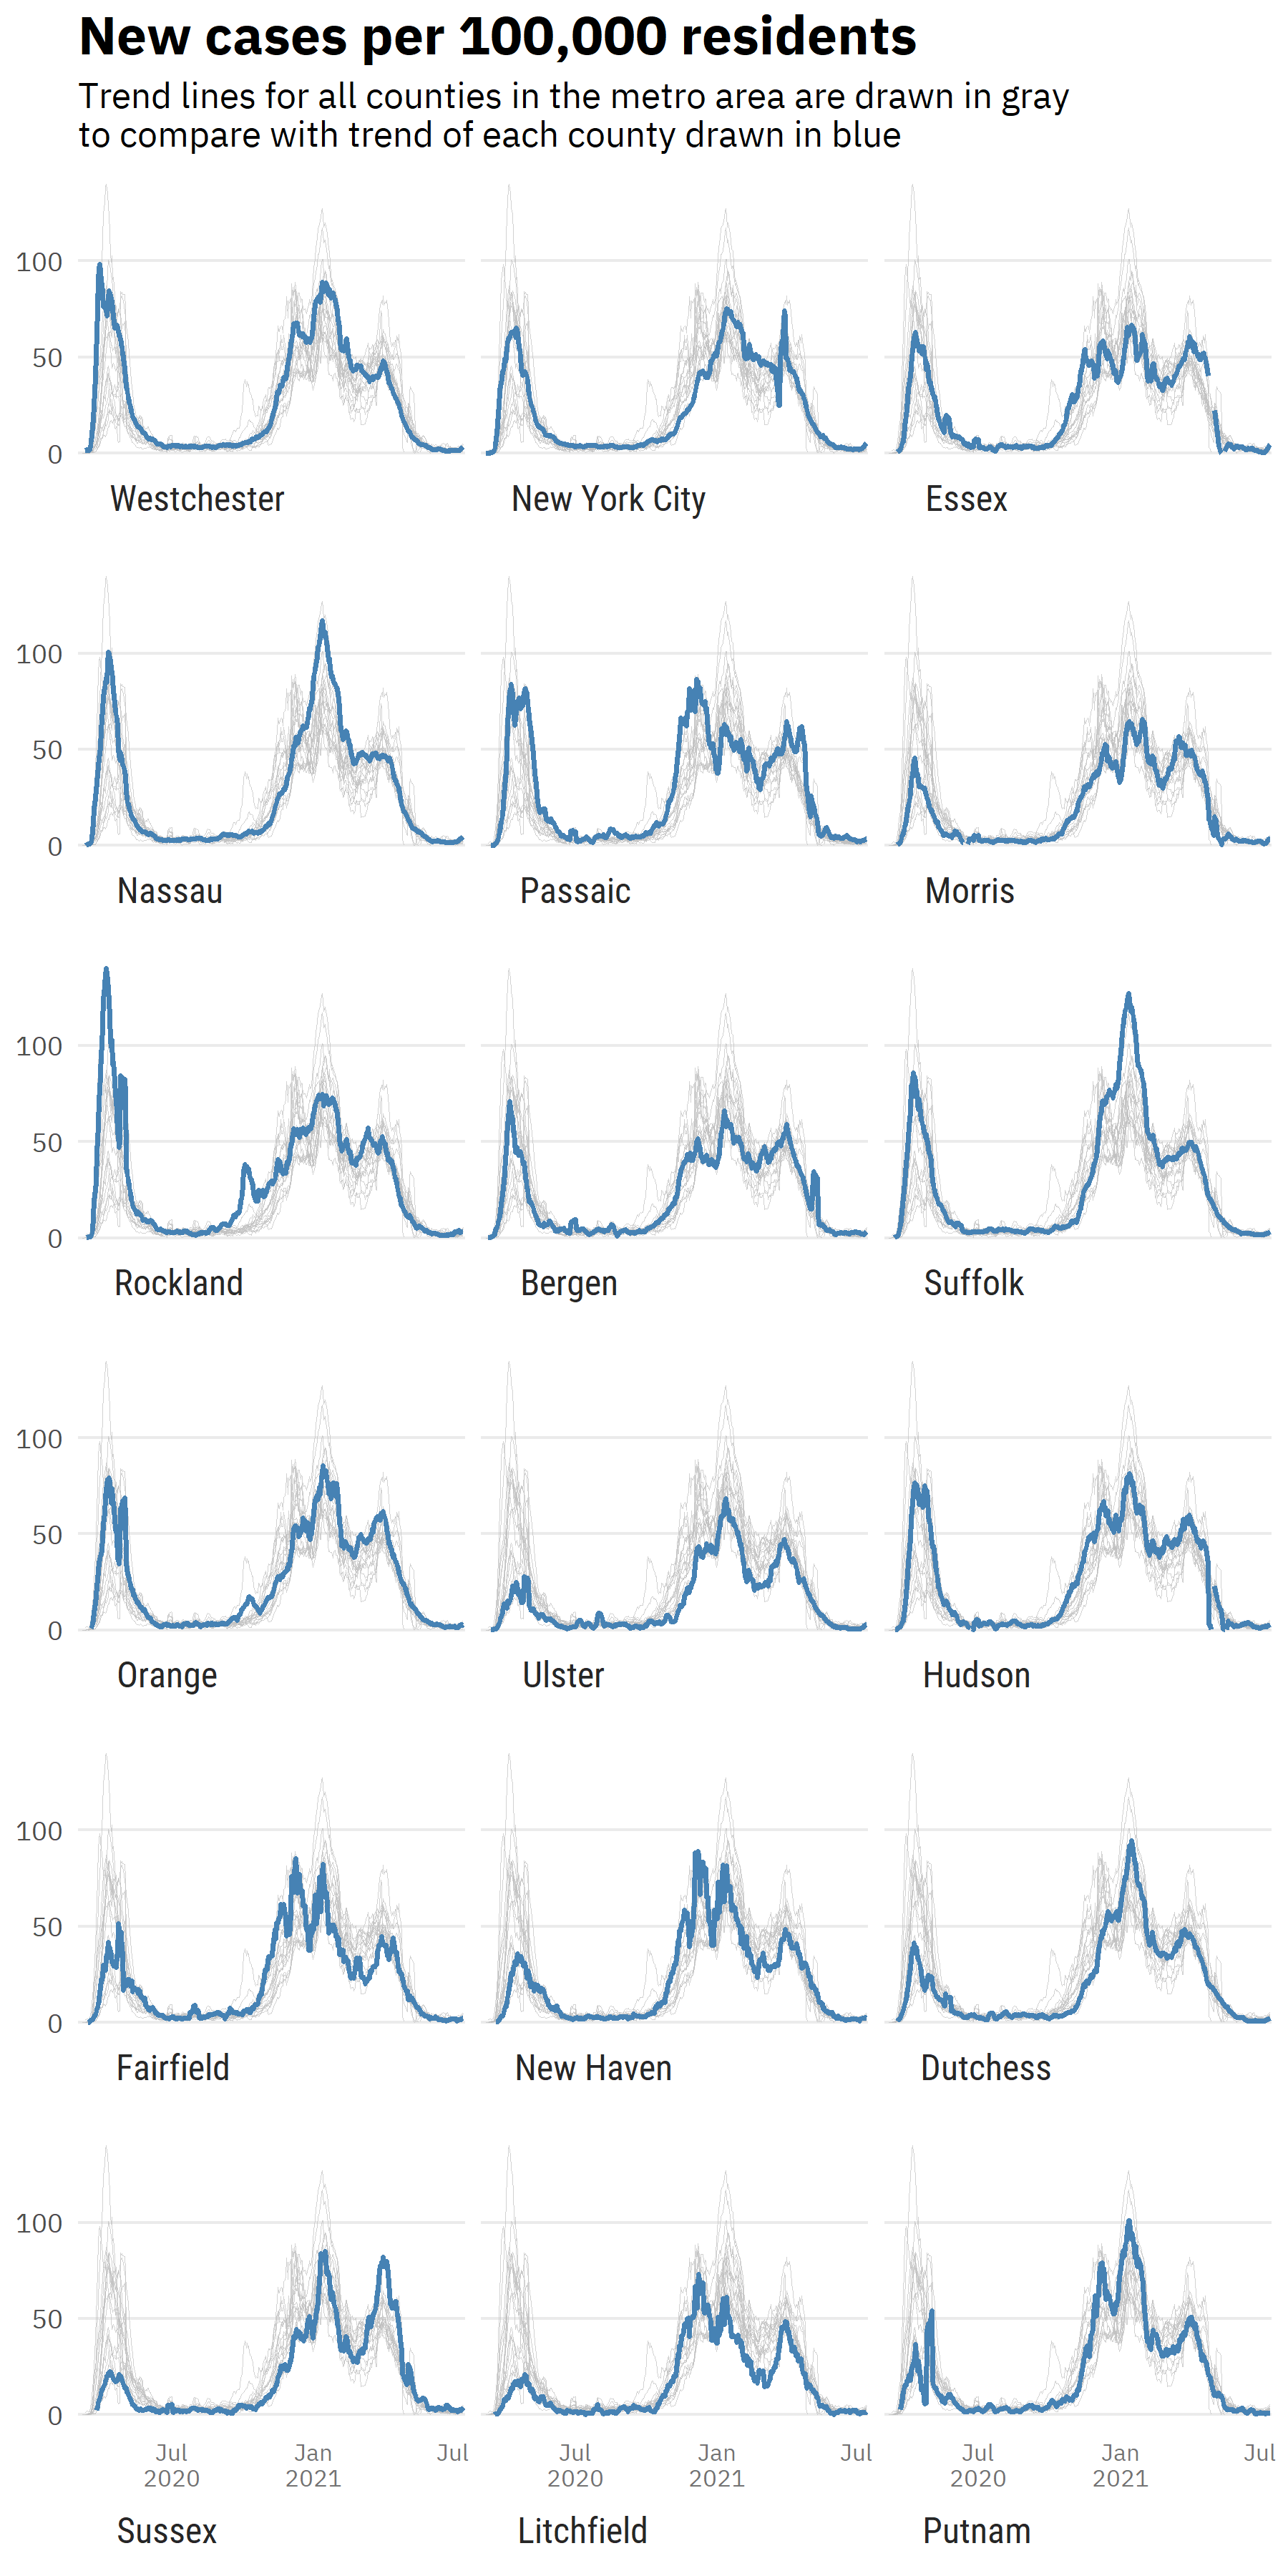 New cases per 100,000 residents
Trend lines for all counties in the metro area are drawn in gray
to compare with trend of each county drawn in blue
100
50
0
Westchester
New York City
Essex
100
50
0
Nassau
Passaic
Morris
100
50
0
Rockland
Bergen
Suffolk
100
50
0
Orange
Ulster
Hudson
100
50
0
Fairfield
New Haven
Dutchess
100
50
0
Jul
2020
Jan
2021
Jul
Jul
2020
Jan
2021
Jul
Jul
2020
Jan
2021
Jul
Sussex
Litchfield
Putnam